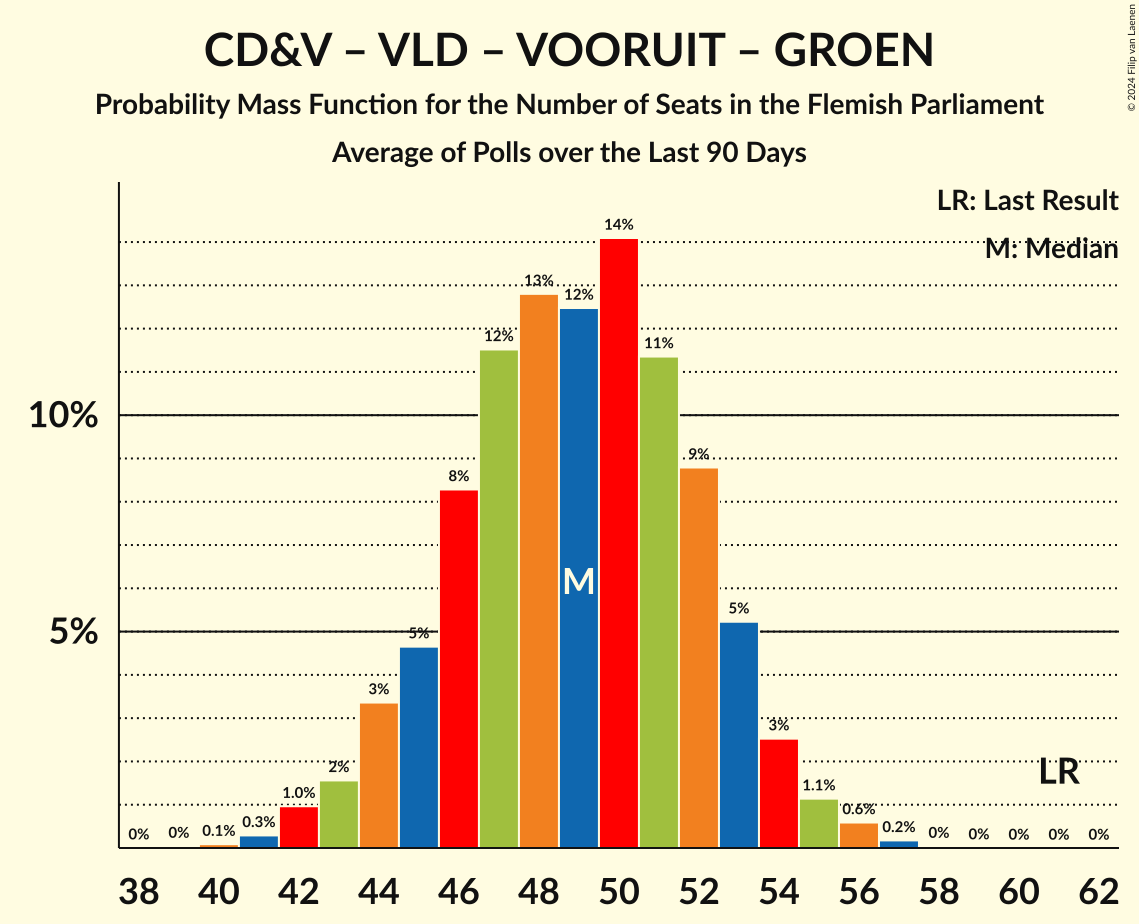 CD&V – VLD – VOORUIT – GROEN
Probability Mass Function for the Number of Seats in the Flemish Parliament
Average of Polls over the Last 90 Days
© 2024 Filip van Laenen
LR: Last Result
M: Median
10%
5%
0% 0% 0.1% 0.3% 1.0% 2% 3% 5% 8% 12% 13% 12% 14% 11% 9% 5% 3% 1.1% 0.6% 0.2% 0% 0% 0% 0% 0%
M
LR
38 40 42 44 46 48 50 52 54 56 58 60 62